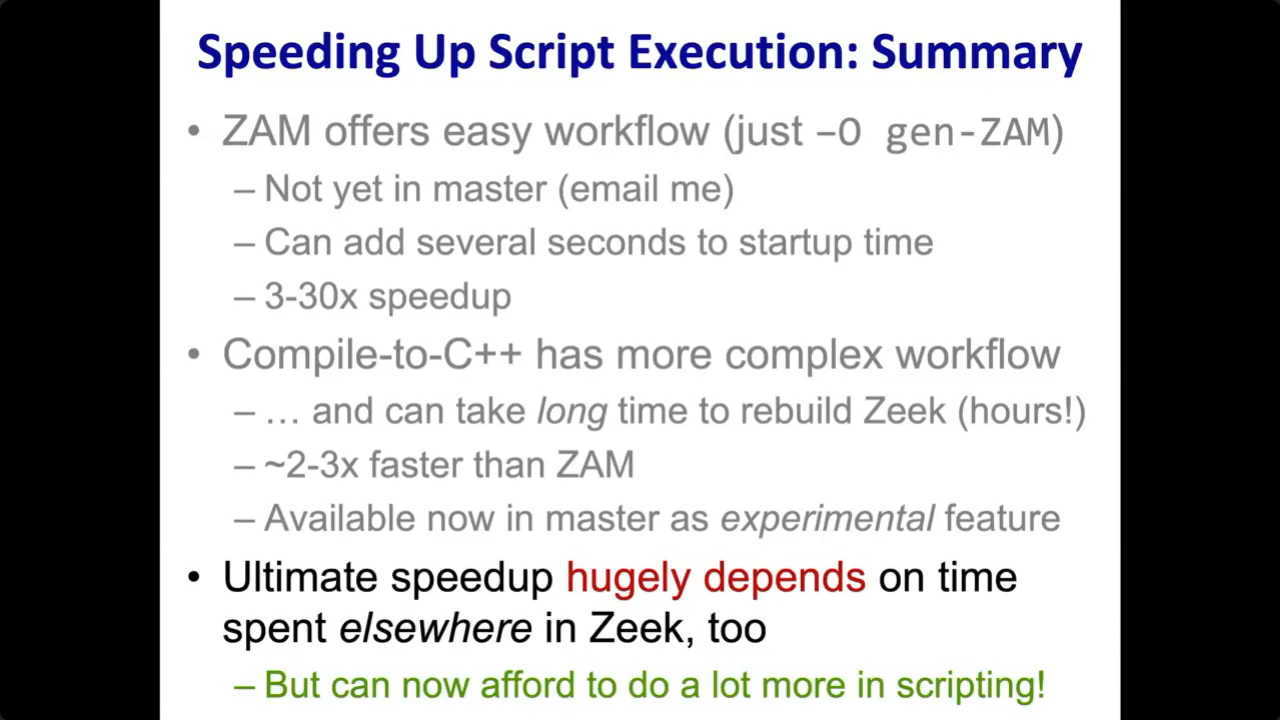 Speeding Up Script Execution: Summary
• ZAM offers easy workflow (just –O gen-ZAM)
– Not yet in master (email me)
– Can add several seconds to startup time
– 3-30x speedup
• Compile-to-C++ has more complex workflow
– … and can take long time to rebuild Zeek (hours!)
– ~2-3x faster than ZAM
– Available now in master as experimental feature
• Ultimate speedup hugely depends on time
spent elsewhere in Zeek, too
– But can now afford to do a lot more in scripting!